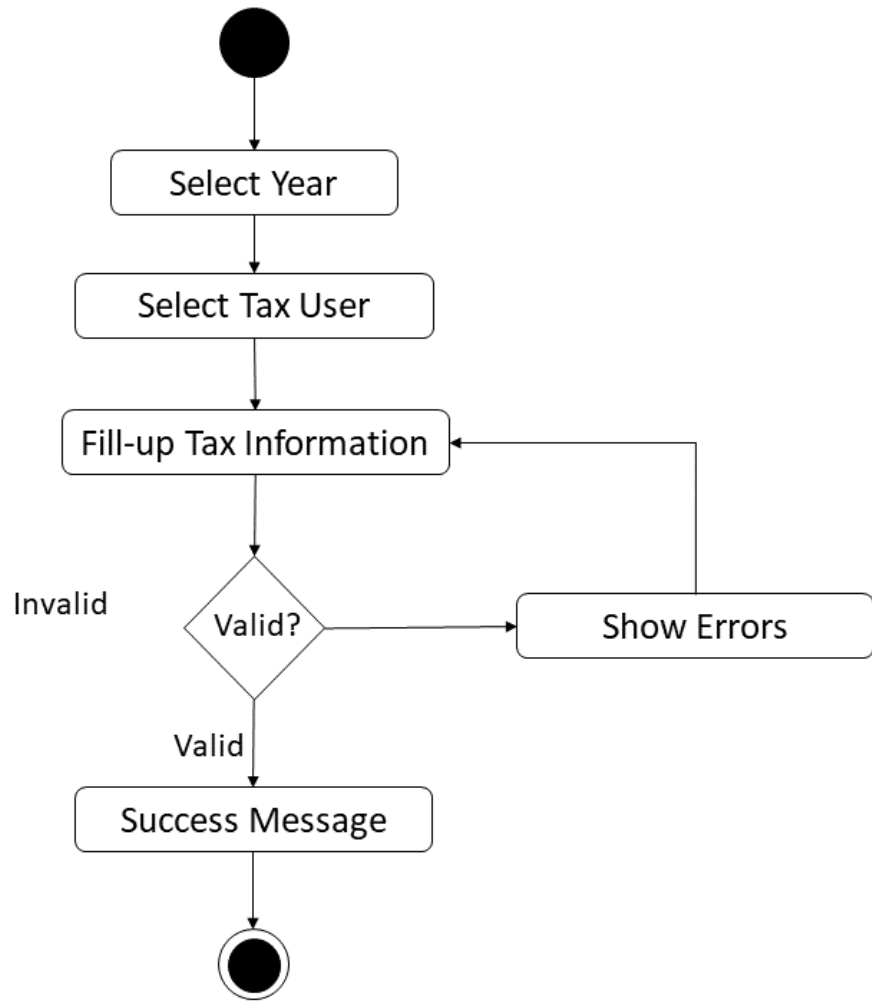 Select Year
Select Tax User
Fill-up Tax Information
Invalid
Valid?
Show Errors
Valid
Success Message